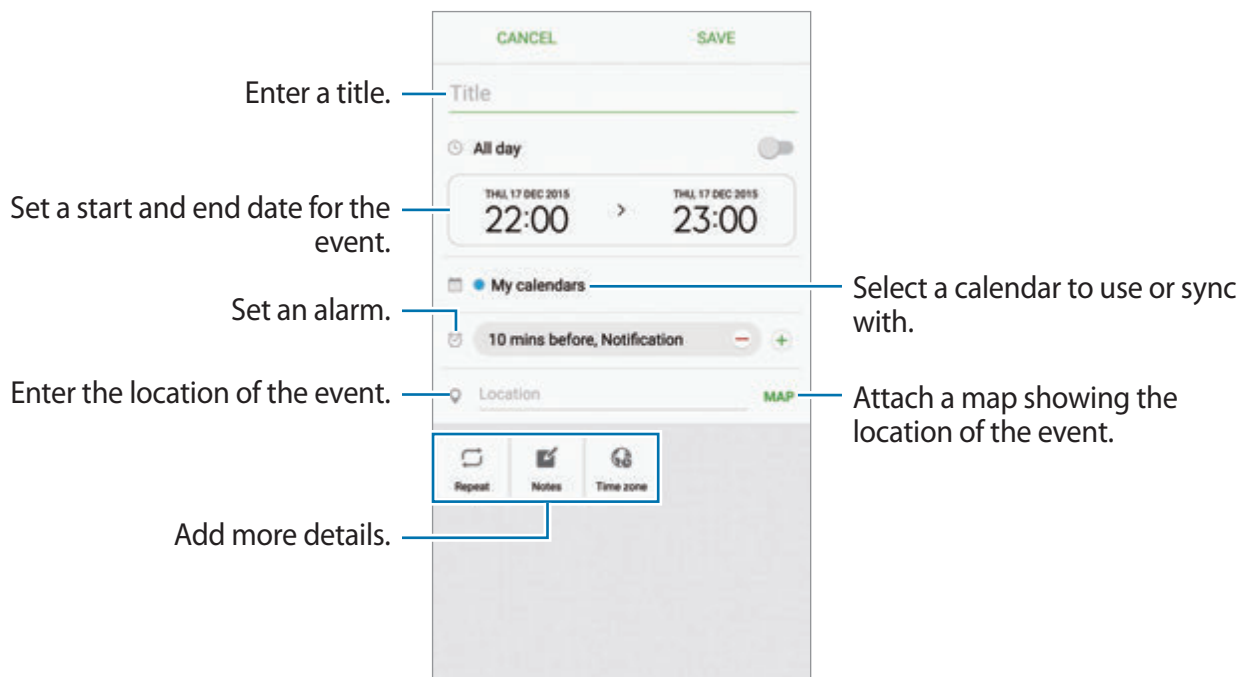 CANCEL SAVE
Enter a title.
Title
All day
Set a start and end date for the
event.
THU, 17 DEC 2015 THU, 17 DEC 2015
22:00 > 23:00
My calendars
Select a calendar to use or sync
with.
Set an alarm.
10 mins before, Notification
Enter the location of the event.
Location
MAP
Attach a map showing the
location of the event.
Repeat Notes Time zone
Add more details.